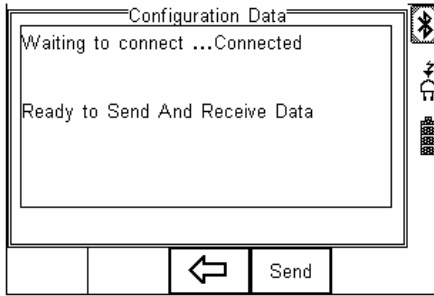 Configuration Data
Waiting to connect ...Connected
Ready to Send And Receive Data
Send